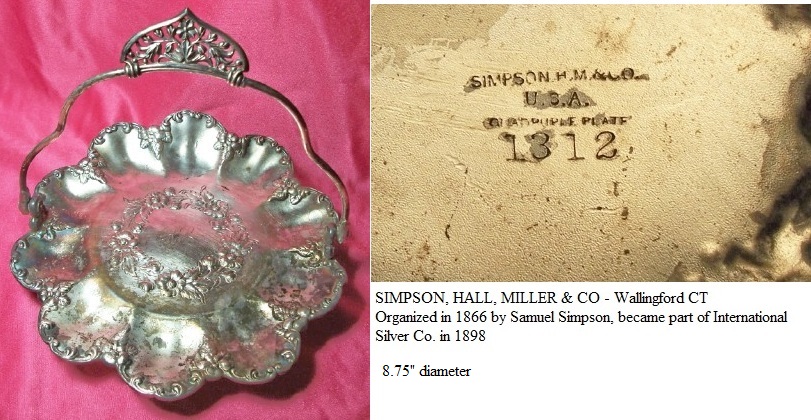 SIMPSON, H.M. & CO.
U.S.A.
QUADRUPLE PLATE
1312
SIMPSON, HALL, MILLER & CO - Wallingford CT
Organized in 1866 by Samuel Simpson, became part of International
Silver Co. in 1898
8.75" diameter